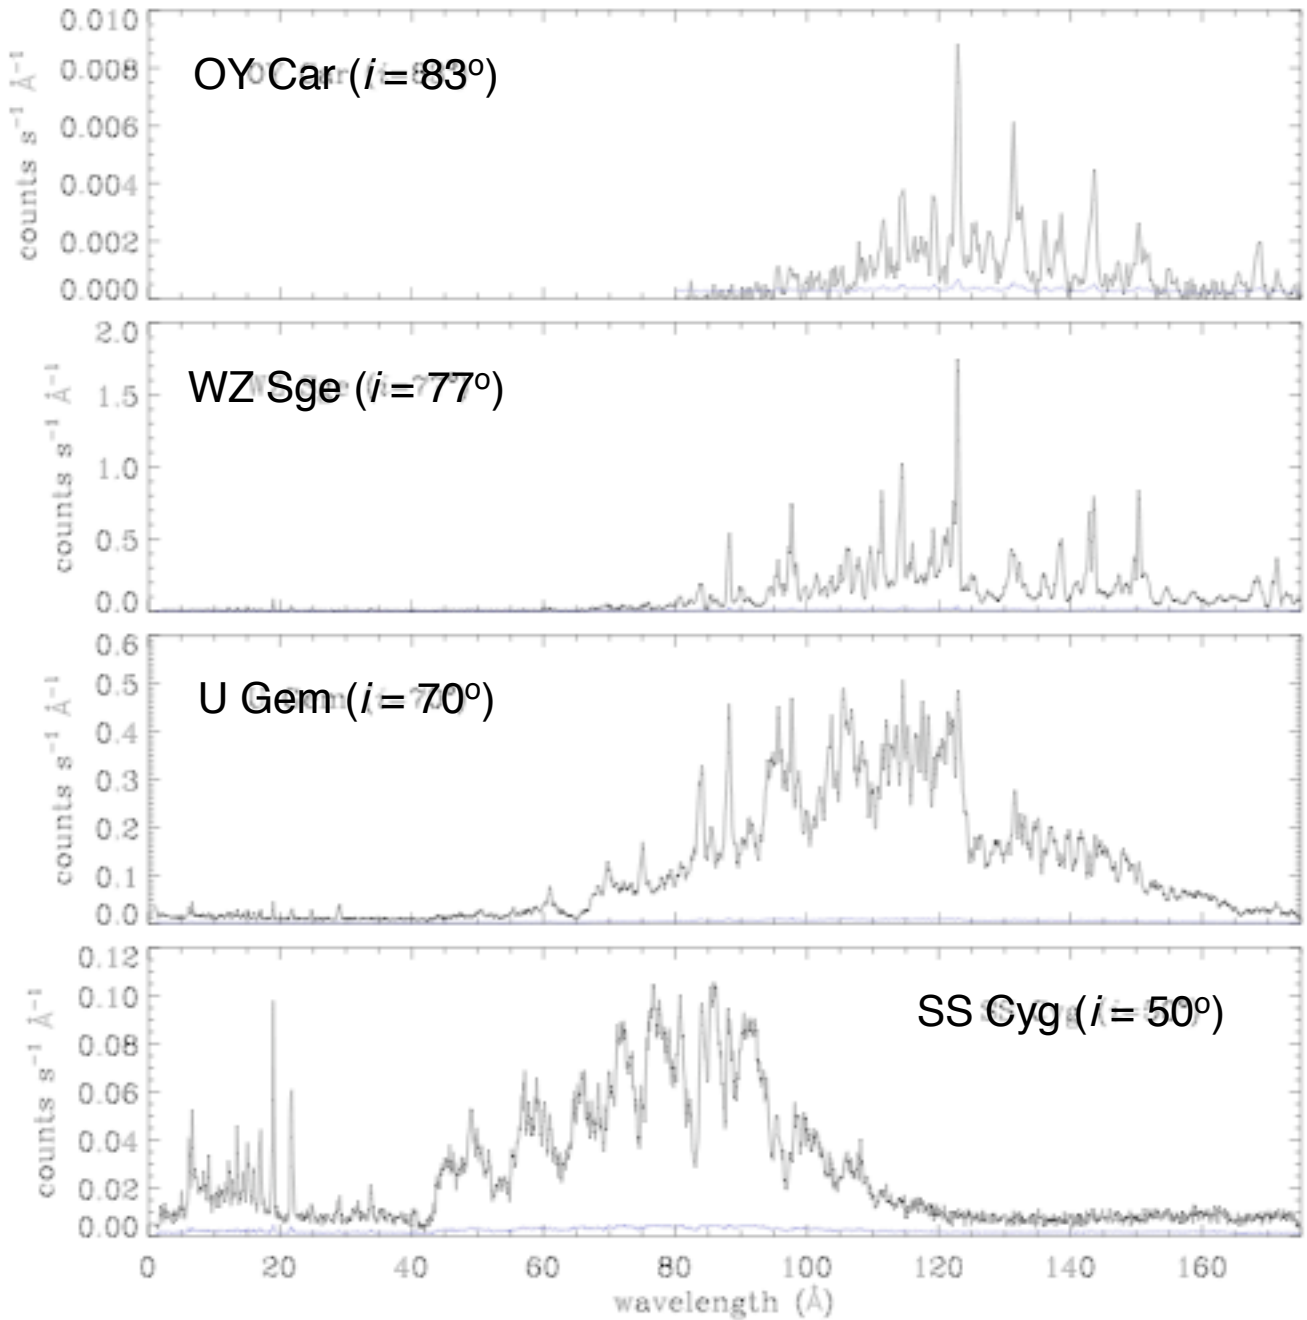 0.010
0.008
0.006
0.004
0.002
0.000
counts s⁻¹ Å⁻¹
OY Car (i = 83º)
2.0
1.5
1.0
0.5
0.0
counts s⁻¹ Å⁻¹
WZ Sge (i = 77º)
0.6
0.5
0.4
0.3
0.2
0.1
0.0
counts s⁻¹ Å⁻¹
U Gem (i = 70º)
0.12
0.10
0.08
0.06
0.04
0.02
0.00
counts s⁻¹ Å⁻¹
SS Cyg (i = 50º)
0 20 40 60 80 100 120 140 160
wavelength (Å)